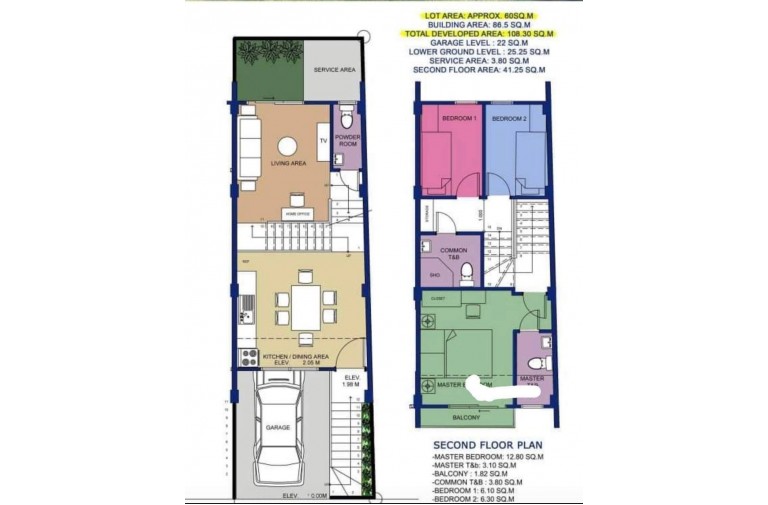 LOT AREA: APPROX. 60SQ.M
BUILDING AREA: 86.5 SQ.M
TOTAL DEVELOPED AREA: 108.30 SQ.M
GARAGE LEVEL : 22 SQ.M
LOWER GROUND LEVEL : 25.25 SQ.M
SERVICE AREA: 3.80 SQ.M
SECOND FLOOR AREA: 41.25 SQ.M
SERVICE AREA
POWDER
ROOM
TV
LIVING AREA
HOME OFFICE
REF
KITCHEN / DINING AREA
ELEV: 2.05 M
ELEV:
1.98 M
GARAGE
ELEV: 0.00M
BEDROOM 1
BEDROOM 2
STORAGE
COMMON
T&B
SHO
CLOSET
MASTER
MASTER
BALCONY
SECOND FLOOR PLAN
-MASTER BEDROOM: 12.80 SQ.M
-MASTER T&b: 3.10 SQ.M
-BALCONY : 1.82 SQ.M
-COMMON T&B : 3.80 SQ.M
-BEDROOM 1: 6.10 SQ.M
-BEDROOM 2: 6.30 SQ.M